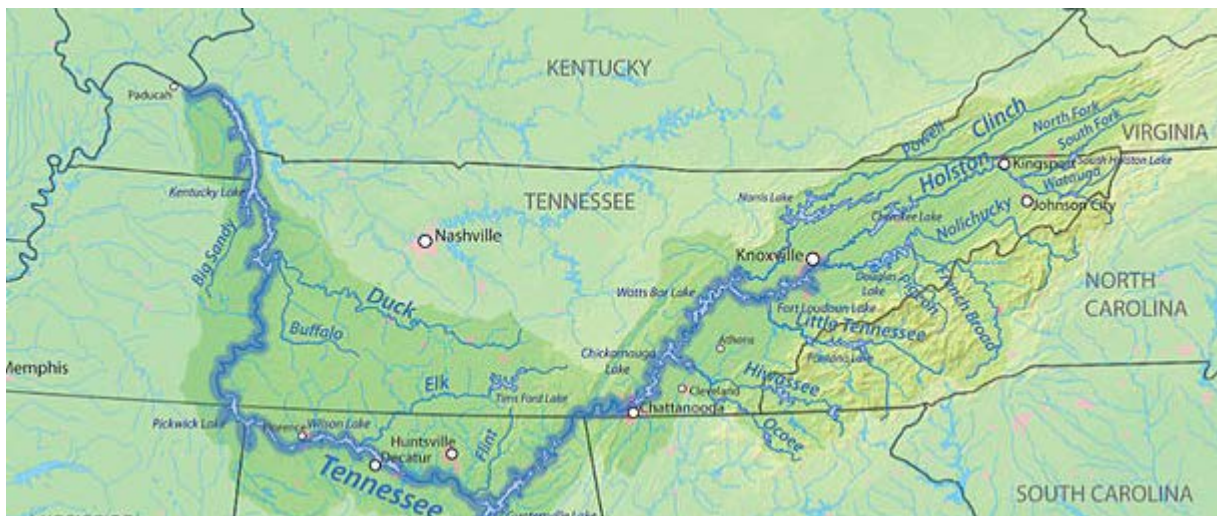 KENTUCKY
Paducah
Powell
Clinch
North Fork
South Fork
VIRGINIA
Kingsport
South Holston Lake
Holston
Watauga
Kentucky Lake
TENNESSEE
Norris Lake
Johnson City
Cherokee Lake
Nolichucky
Big Sandy
Nashville
Knoxville
Douglas
Lake
Pigeon
French Broad
NORTH
CAROLINA
Watts Bar Lake
Fort Loudoun Lake
Duck
Buffalo
Little Tennessee
Athens
Fontana Lake
Chickamauga
Lake
Memphis
Hiwassee
Elk
Tims Ford Lake
Cleveland
Chattanooga
Pickwick Lake
Florence
Wilson Lake
Ocoee
Huntsville
Flint
Decatur
Tennessee
SOUTH CAROLINA